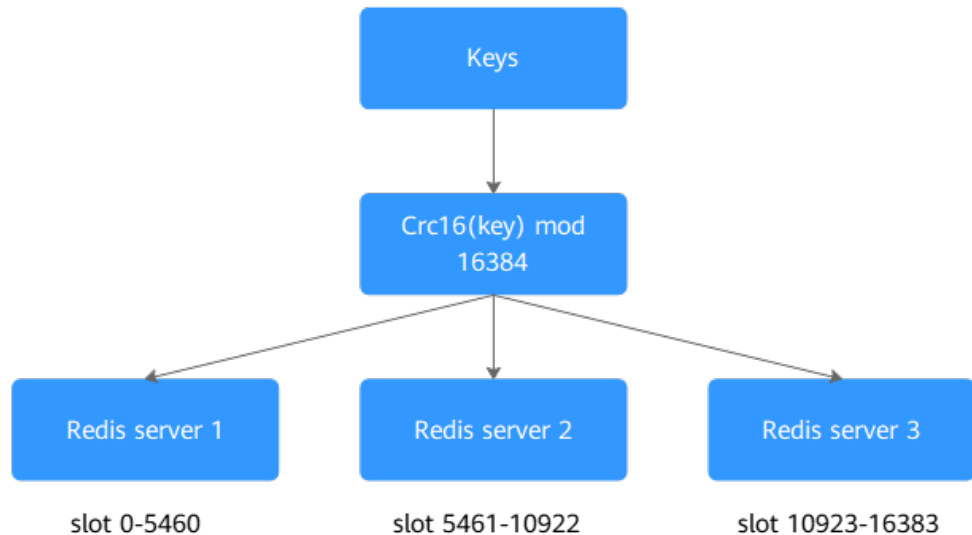 Keys
Crc16(key) mod
16384
Redis server 1
Redis server 2
Redis server 3
slot 0-5460
slot 5461-10922
slot 10923-16383